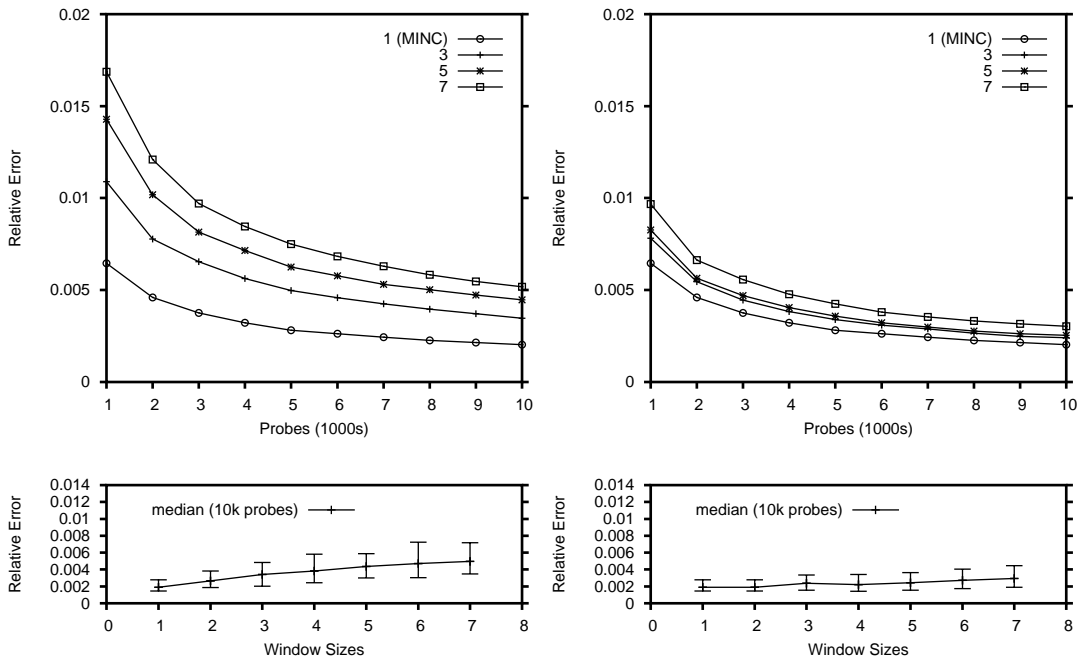 0.02
0.015
0.01
0.005
0
Relative Error
1 (MINC)
3
5
7
1 2 3 4 5 6 7 8 9 10
Probes (1000s)
0.02
0.015
0.01
0.005
0
Relative Error
1 (MINC)
3
5
7
1 2 3 4 5 6 7 8 9 10
Probes (1000s)
0.014
0.012
0.01
0.008
0.006
0.004
0.002
0
Relative Error
median (10k probes)
0 1 2 3 4 5 6 7 8
Window Sizes
0.014
0.012
0.01
0.008
0.006
0.004
0.002
0
Relative Error
median (10k probes)
0 1 2 3 4 5 6 7 8
Window Sizes